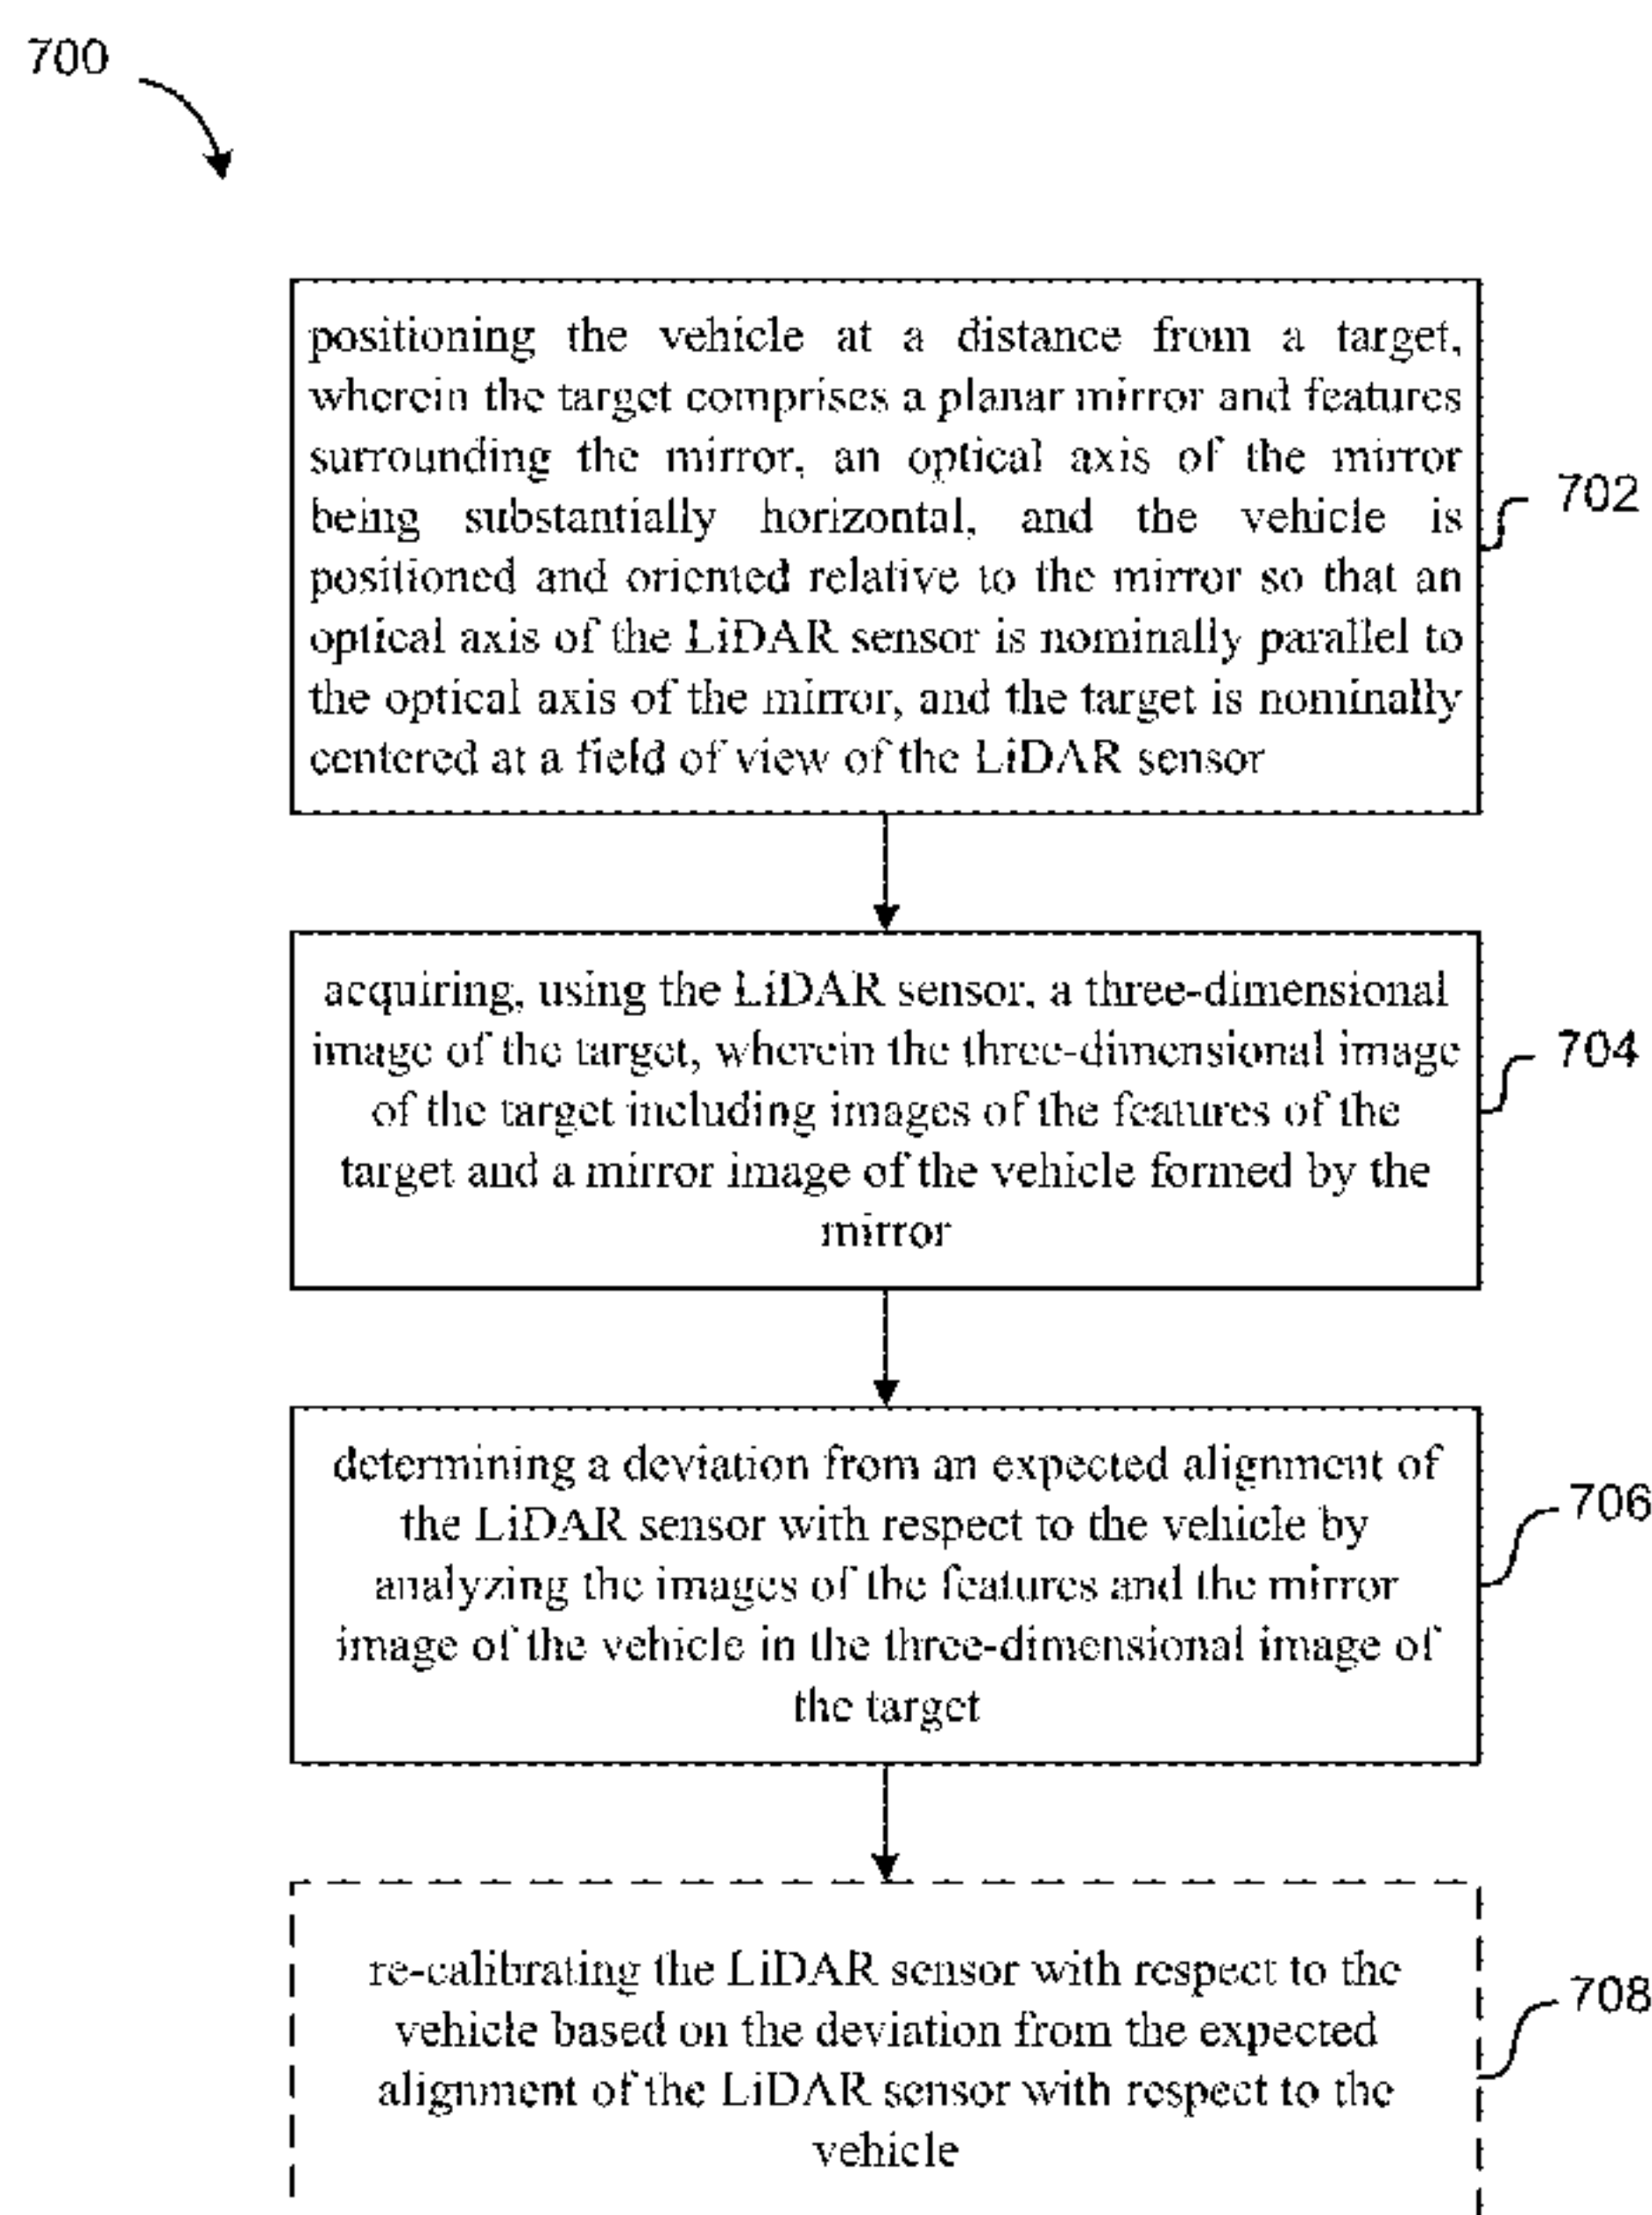 700
positioning the vehicle at a distance from a target,
wherein the target comprises a planar mirror and features
surrounding the mirror, an optical axis of the mirror
being substantially horizontal, and the vehicle is
positioned and oriented relative to the mirror so that an
optical axis of the LiDAR sensor is nominally parallel to
the optical axis of the mirror, and the target is nominally
centered at a field of view of the LiDAR sensor
702
acquiring, using the LiDAR sensor, a three-dimensional
image of the target, wherein the three-dimensional image
of the target including images of the features of the
target and a mirror image of the vehicle formed by the
mirror
704
determining a deviation from an expected alignment of
the LiDAR sensor with respect to the vehicle by
analyzing the images of the features and the mirror
image of the vehicle in the three-dimensional image of
the target
706
re-calibrating the LiDAR sensor with respect to the
vehicle based on the deviation from the expected
alignment of the LiDAR sensor with respect to the
vehicle
708